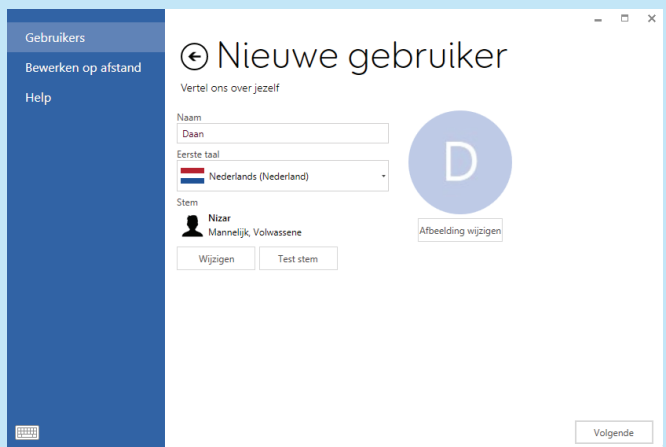 Gebruikers
Bewerken op afstand
Help
Nieuwe gebruiker
Vertel ons over jezelf
Naam
Daan
Eerste taal
Nederlands (Nederland)
Stem
Nizar
Mannelijk, Volwassene
Wijzigen
Test stem
D
Afbeelding wijzigen
Volgende